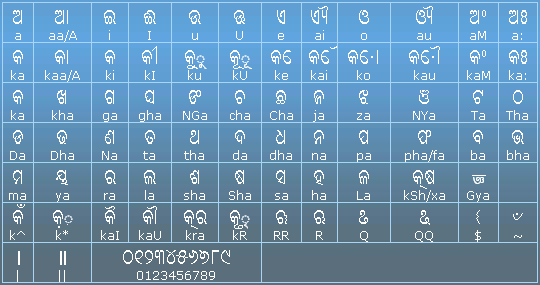 ଅ ଆ ଇ ଈ ଉ ଊ ଏ ଐ ଓ ଔ ଅଂ ଅଃ
a aa/A i I u U e ai o au aM a:
କ କା କି କୀ କୁ କୂ କେ କୈ କୋ କୌ କଂ କଃ
ka kaa/A ki kI ku kU ke kai ko kau kaM ka:
କ ଖ ଗ ଘ ଙ ଚ ଛ ଜ ଝ ଞ ଟ ଠ
ka kha ga gha NGa cha Cha ja za NYa Ta Tha
ଡ ଢ ଣ ତ ଥ ଦ ଧ ନ ପ ଫ ବ ଭ
Da Dha Na ta tha da dha na pa pha/fa ba bha
ମ ୟ ର ଲ ଶ ଷ ସ ହ ଳ କ୍ଷ ଜ୍ଞ
ma ya ra la sha Sha sa ha La kSh/xa Gya
କଁ
k^ k* kaI kaU kra kR RR R Q QQ $ ~
। ॥ ୦୧୨୩୪୫୬୭୮୯
| || 0123456789